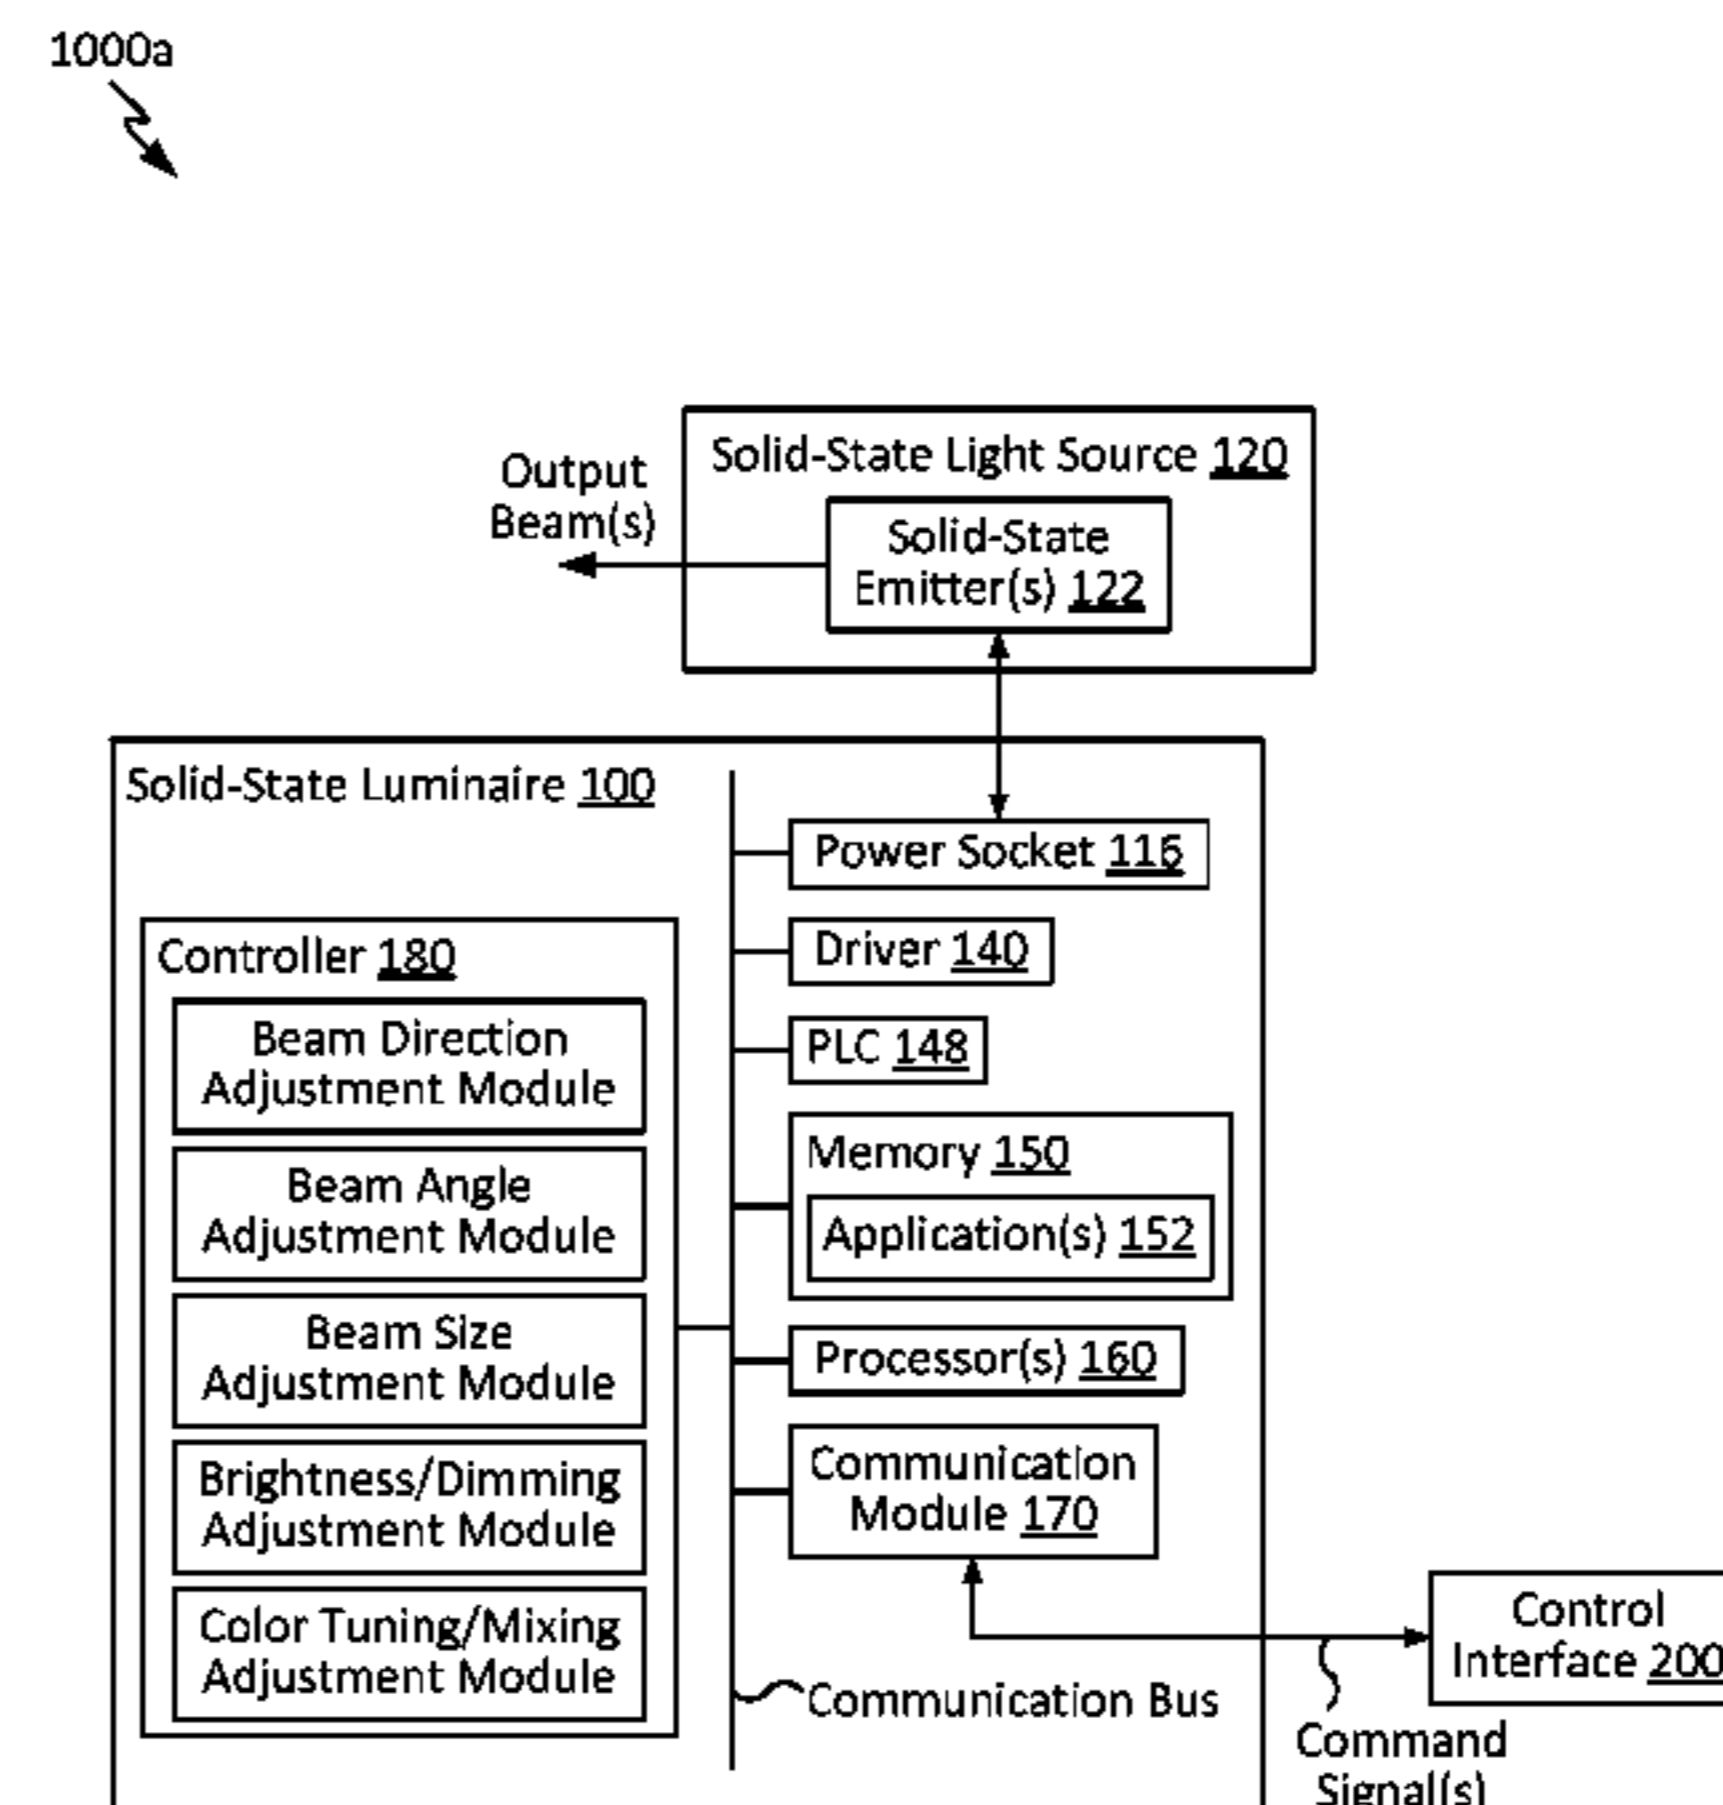 1000a
Output
Beam(s)
Solid-State Light Source 120
Solid-State
Emitter(s) 122
Solid-State Luminaire 100
Controller 180
Beam Direction
Adjustment Module
Beam Angle
Adjustment Module
Beam Size
Adjustment Module
Brightness/Dimming
Adjustment Module
Color Tuning/Mixing
Adjustment Module
Power Socket 116
Driver 140
PLC 148
Memory 150
Application(s) 152
Processor(s) 160
Communication
Module 170
Communication Bus
Control
Interface 200
Command
Signal(s)